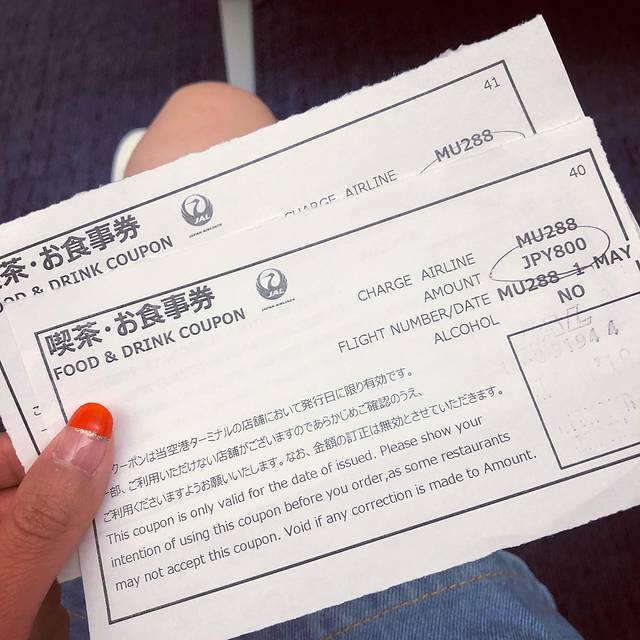 41
茶・お食事券
& DRINK COUPON
JAL
CHARGE AIRLINE
MU288
40
喫茶・お食事券
FOOD & DRINK COUPON
JAL
CHARGE AIRLINE MU288
AMOUNT JPY800
FLIGHT NUMBER/DATE MU288 1 MAY
ALCOHOL NO
クーポンは当空港ターミナルの店舗において発行日に限り有効です。
一部、ご利用いただけない店舗がございますのであらかじめご確認のうえ、
ご利用くださいますようお願いいたします。なお、金額の訂正は無効とさせていただきます。
This coupon is only valid for the date of issued. Please show your
intention of using this coupon before you order,as some restaurants
may not accept this coupon. Void if any correction is made to Amount.